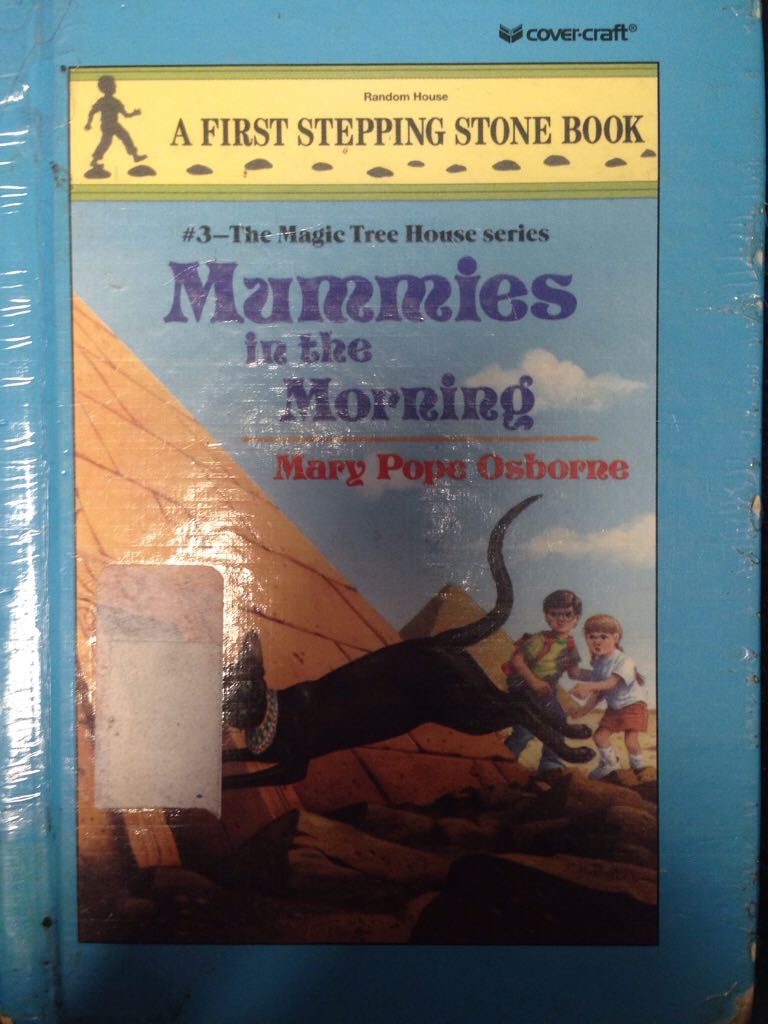 cover-craft®
Random House
A FIRST STEPPING STONE BOOK
#3—The Magic Tree House series
Mummies
in the
Morning
Mary Pope Osborne